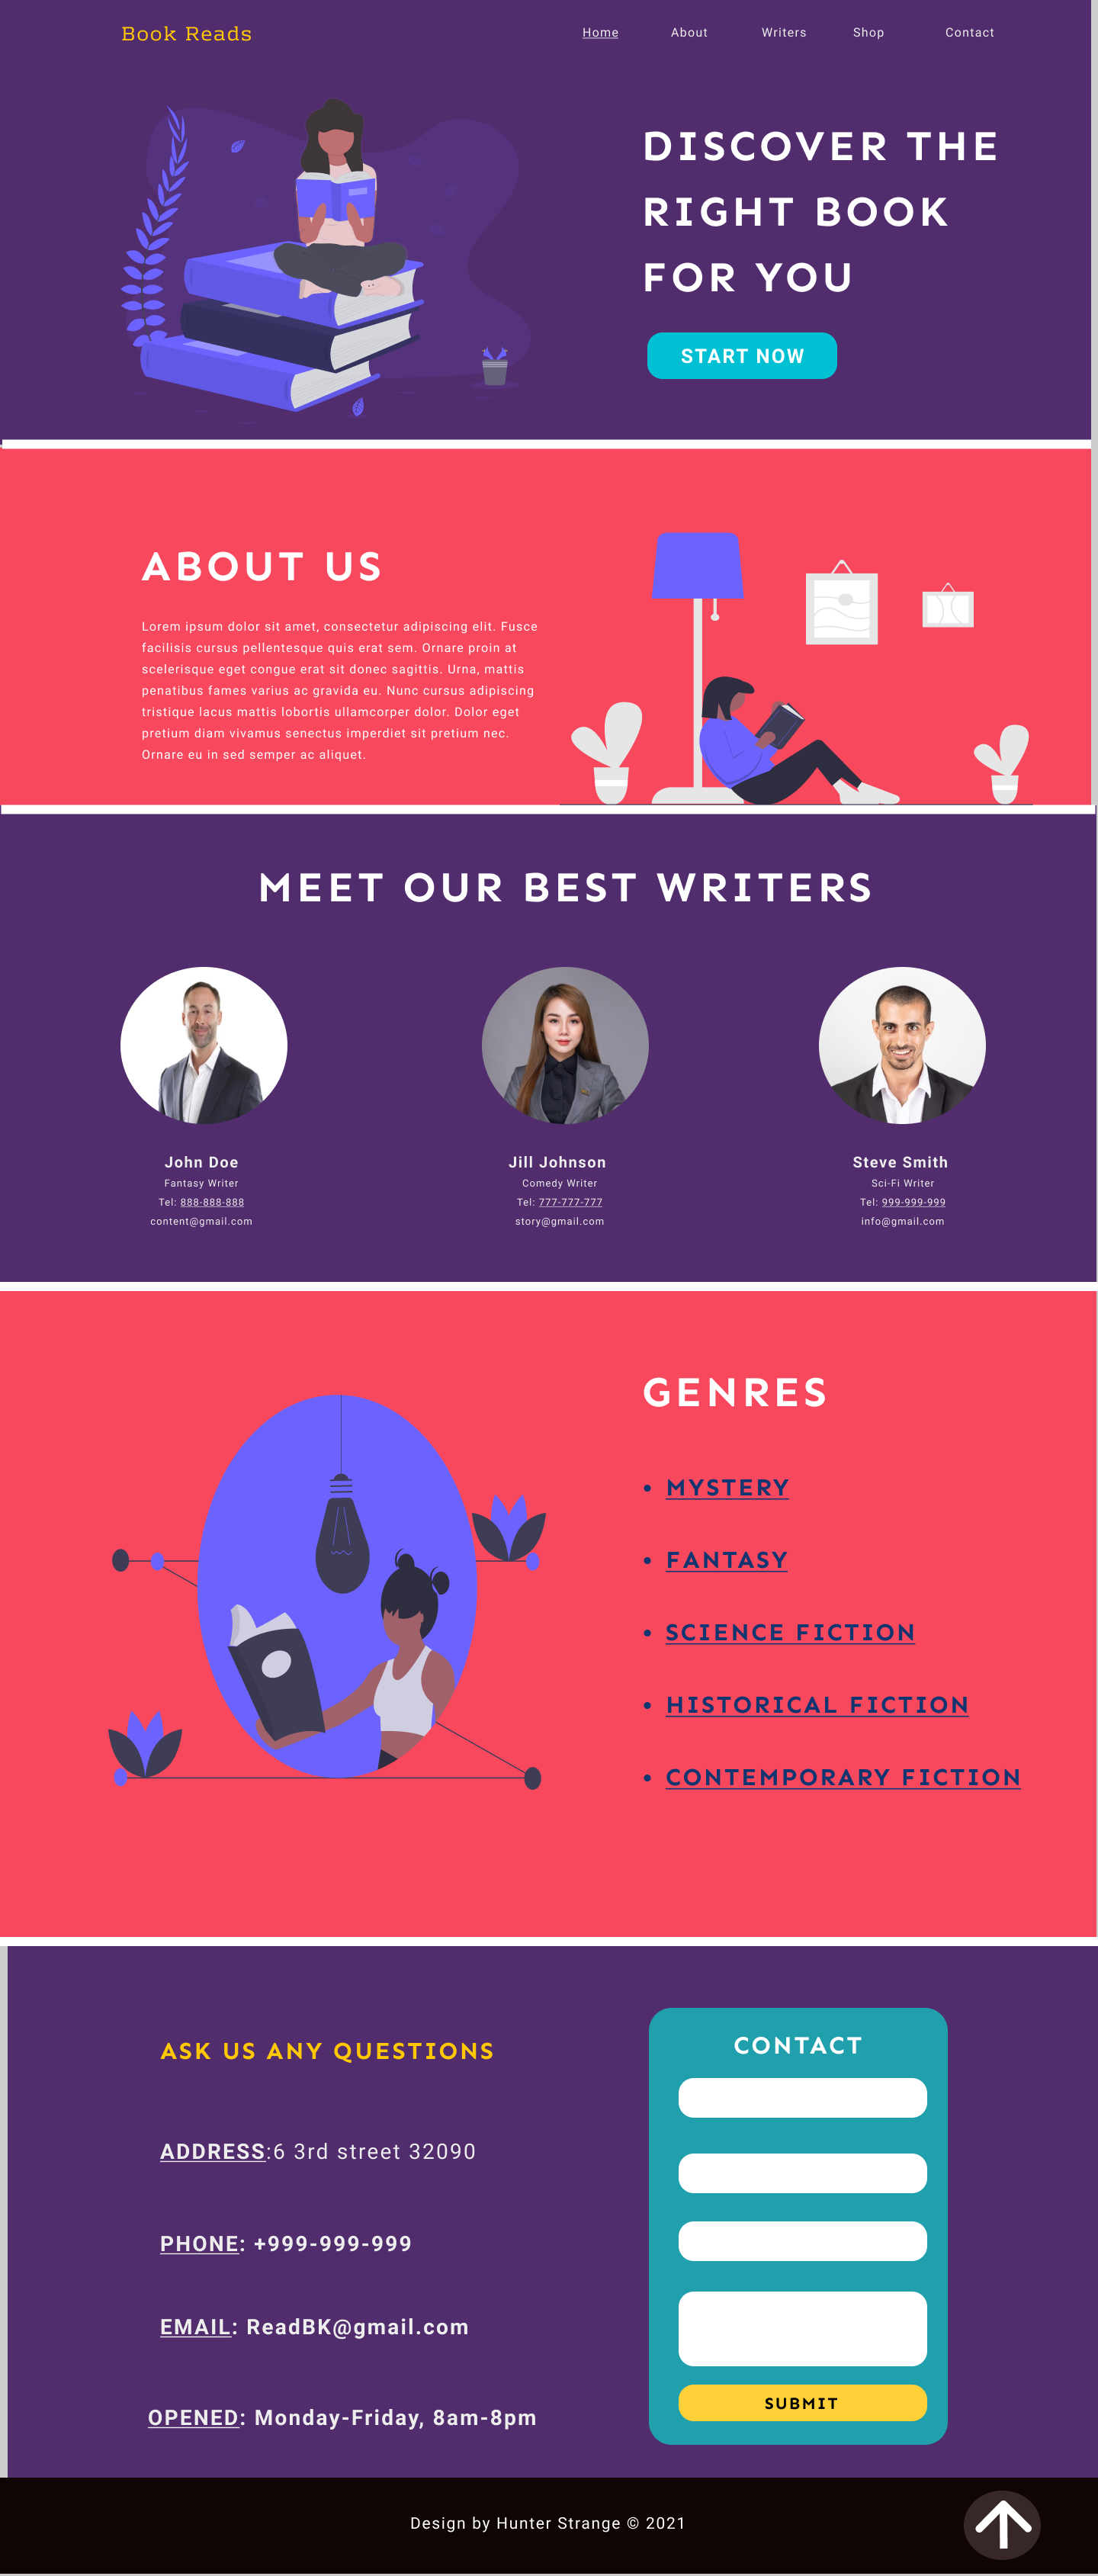 Book Reads
Home About Writers Shop Contact
DISCOVER THE
RIGHT BOOK
FOR YOU
START NOW
ABOUT US
Lorem ipsum dolor sit amet, consectetur adipiscing elit. Fusce
facilisis cursus pellentesque quis erat sem. Ornare proin at
scelerisque eget congue erat sit donec sagittis. Urna, mattis
penatibus fames varius ac gravida eu. Nunc cursus adipiscing
tristique lacus mattis lobortis ullamcorper dolor. Dolor eget
pretium diam vivamus senectus imperdiet sit pretium nec.
Ornare eu in sed semper ac aliquet.
MEET OUR BEST WRITERS
John Doe
Fantasy Writer
Tel: 888-888-888
content@gmail.com
Jill Johnson
Comedy Writer
Tel: 777-777-777
story@gmail.com
Steve Smith
Sci-Fi Writer
Tel: 999-999-999
info@gmail.com
GENRES
• MYSTERY
• FANTASY
• SCIENCE FICTION
• HISTORICAL FICTION
• CONTEMPORARY FICTION
ASK US ANY QUESTIONS
ADDRESS:6 3rd street 32090
PHONE: +999-999-999
EMAIL: ReadBK@gmail.com
OPENED: Monday-Friday, 8am-8pm
CONTACT
SUBMIT
Design by Hunter Strange © 2021